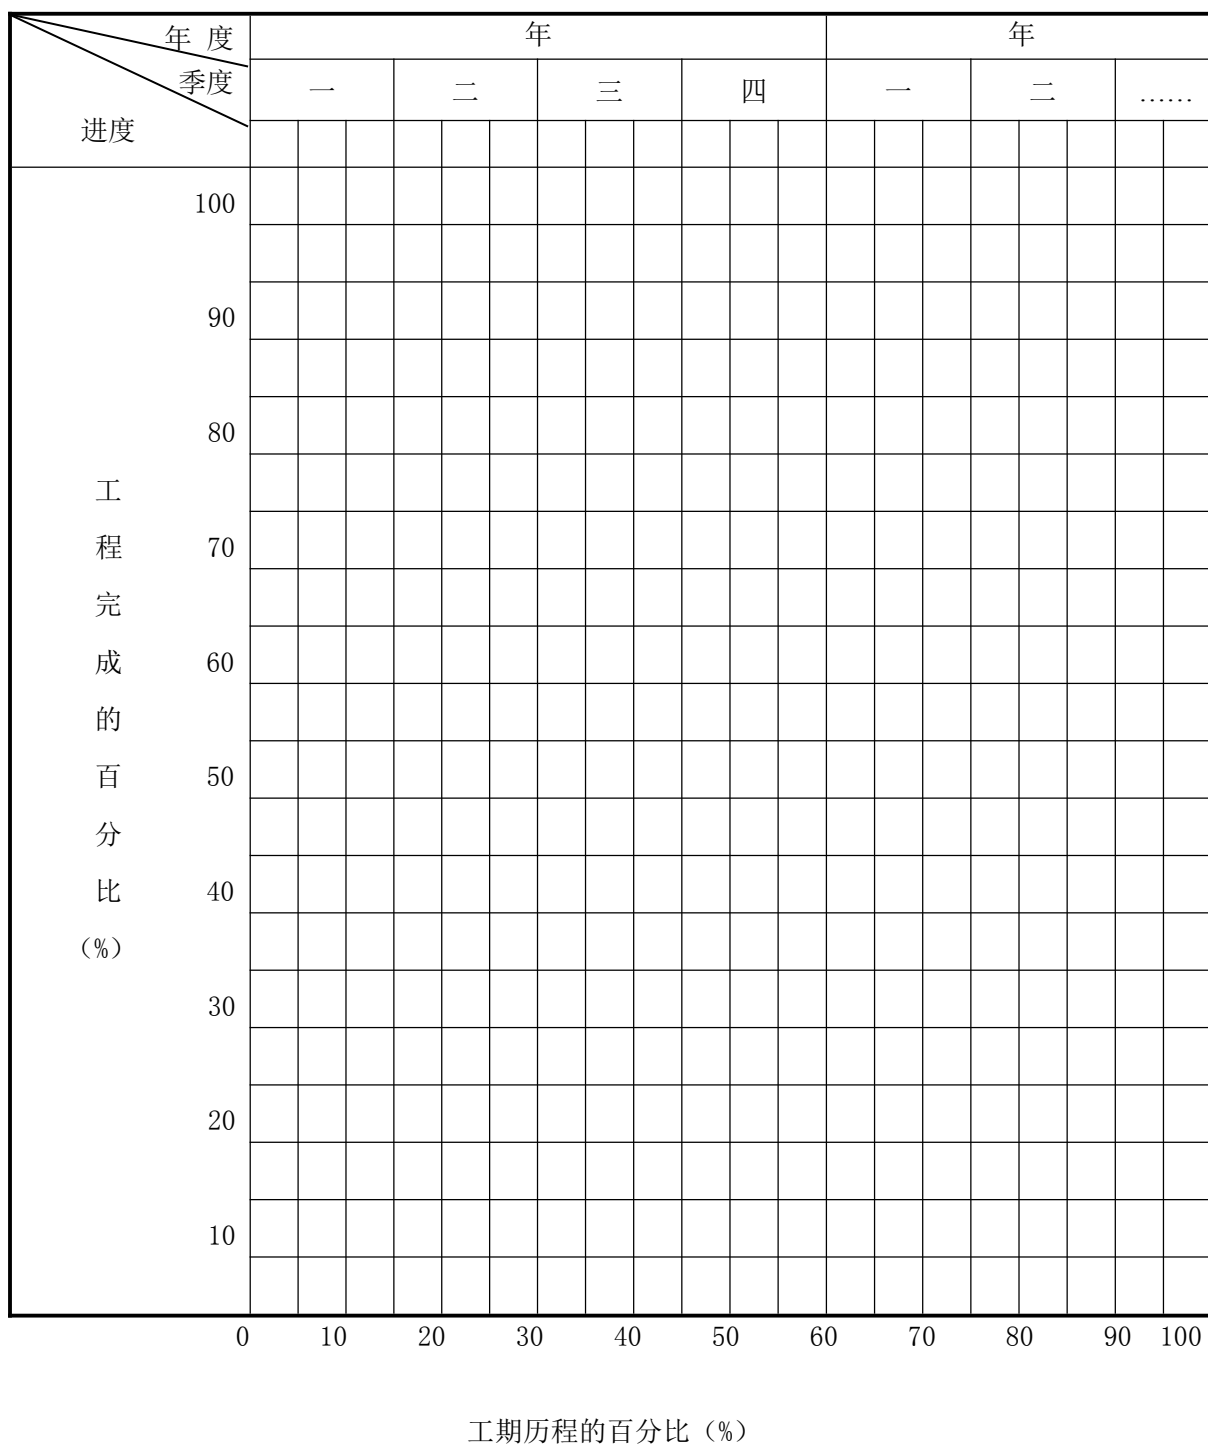 年 度
年
年
季度
一
二
三
四
一
二
……
进度
100
90
80
70
60
50
40
30
20
10
工
程
完
成
的
百
分
比
（%）
0 10 20 30 40 50 60 70 80 90 100
工期历程的百分比（%）